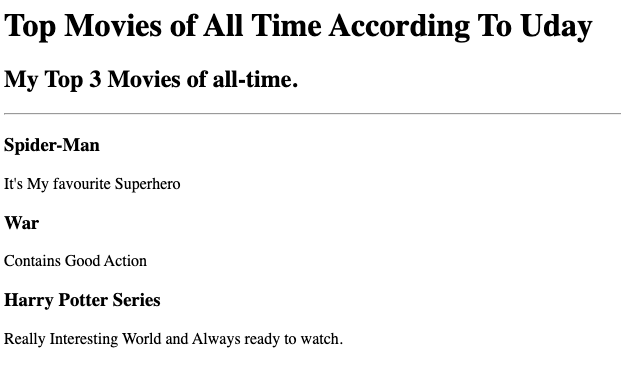 Top Movies of All Time According To Uday
My Top 3 Movies of all-time.
Spider-Man
It's My favourite Superhero
War
Contains Good Action
Harry Potter Series
Really Interesting World and Always ready to watch.